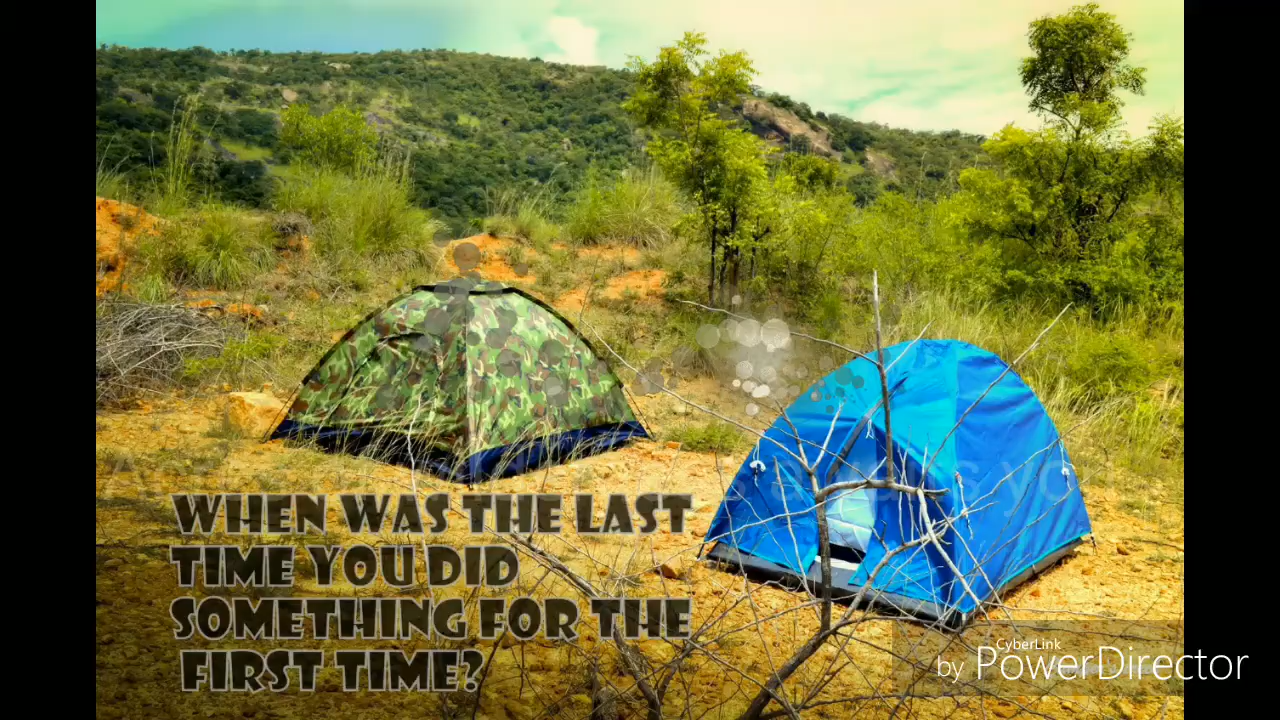 WHEN WAS THE LAST
TIME YOU DID
SOMETHING FOR THE
FIRST TIME?
CyberLink
by PowerDirector